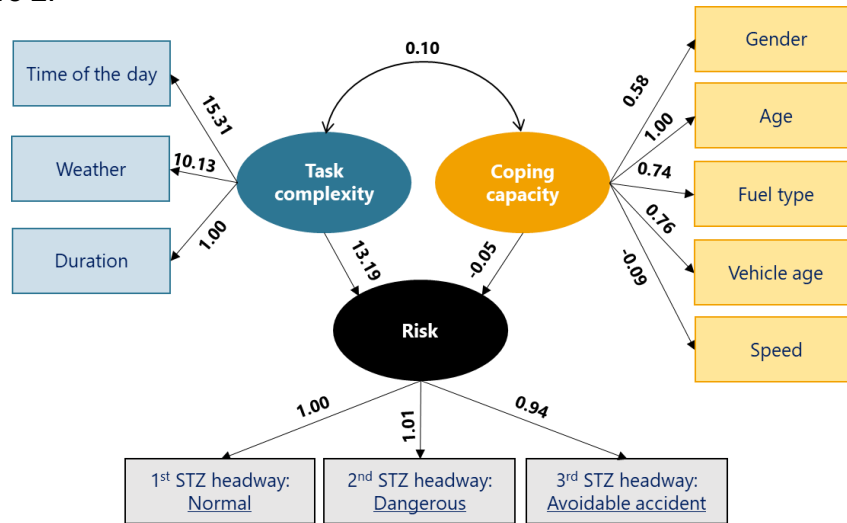 0.10
Time of the day
Weather
Duration
15.31
10.13
1.00
Task
complexity
Coping
capacity
0.58
1.00
0.74
0.76
-0.09
Gender
Age
Fuel type
Vehicle age
Speed
13.19
-0.05
Risk
1.00
1.01
0.94
1st STZ headway:
Normal
2nd STZ headway:
Dangerous
3rd STZ headway:
Avoidable accident